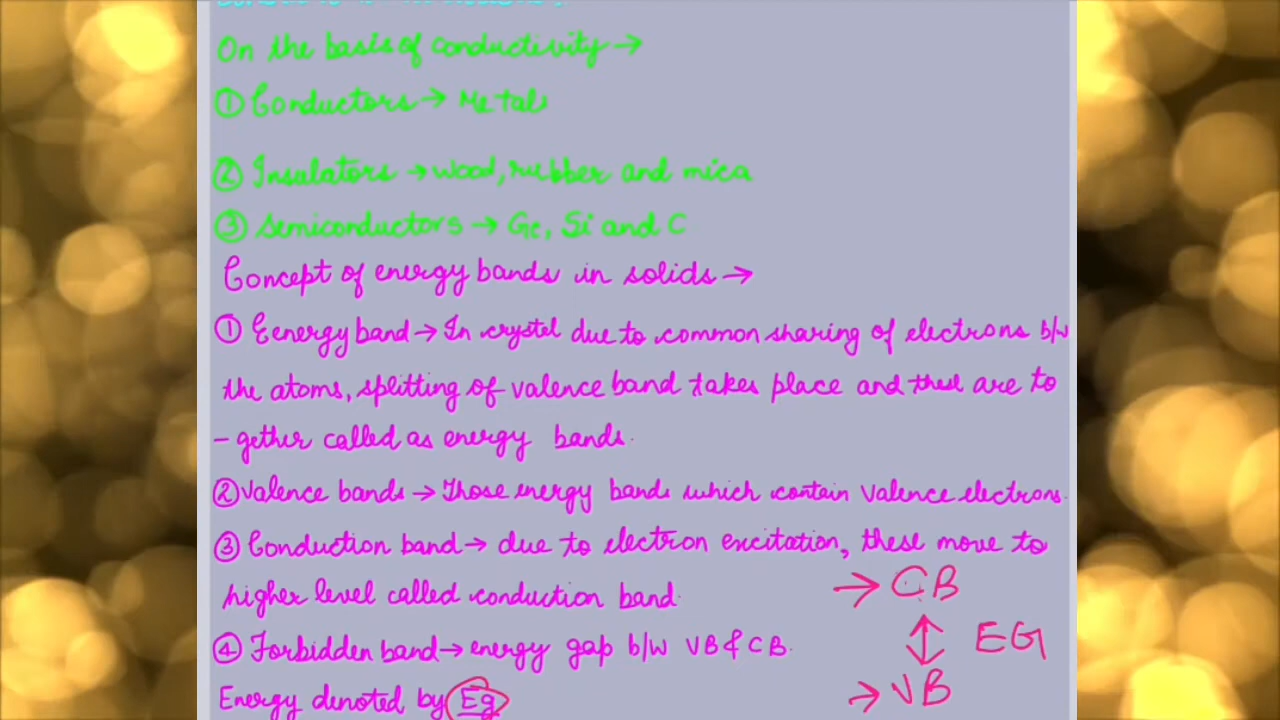 On the basis of conductivity →
① Conductors → Metals
② Insulators → wood, rubber and mica
③ Semiconductors → Ge, Si and C
Concept of energy bands in solids →
① Eenergy band → In crystel due to common sharing of electrons b/w
the atoms, splitting of valence band takes place and these are to
- gether called as energy bands.
② Valence bands → Those energy bands which contain valence electrons.
③ Conduction band → due to electron excitation, these move to
higher level called conduction band.
→ CB
④ Forbidden band → energy gap b/w VB & CB.
↕ EG
Energy denoted by Eg
→ VB